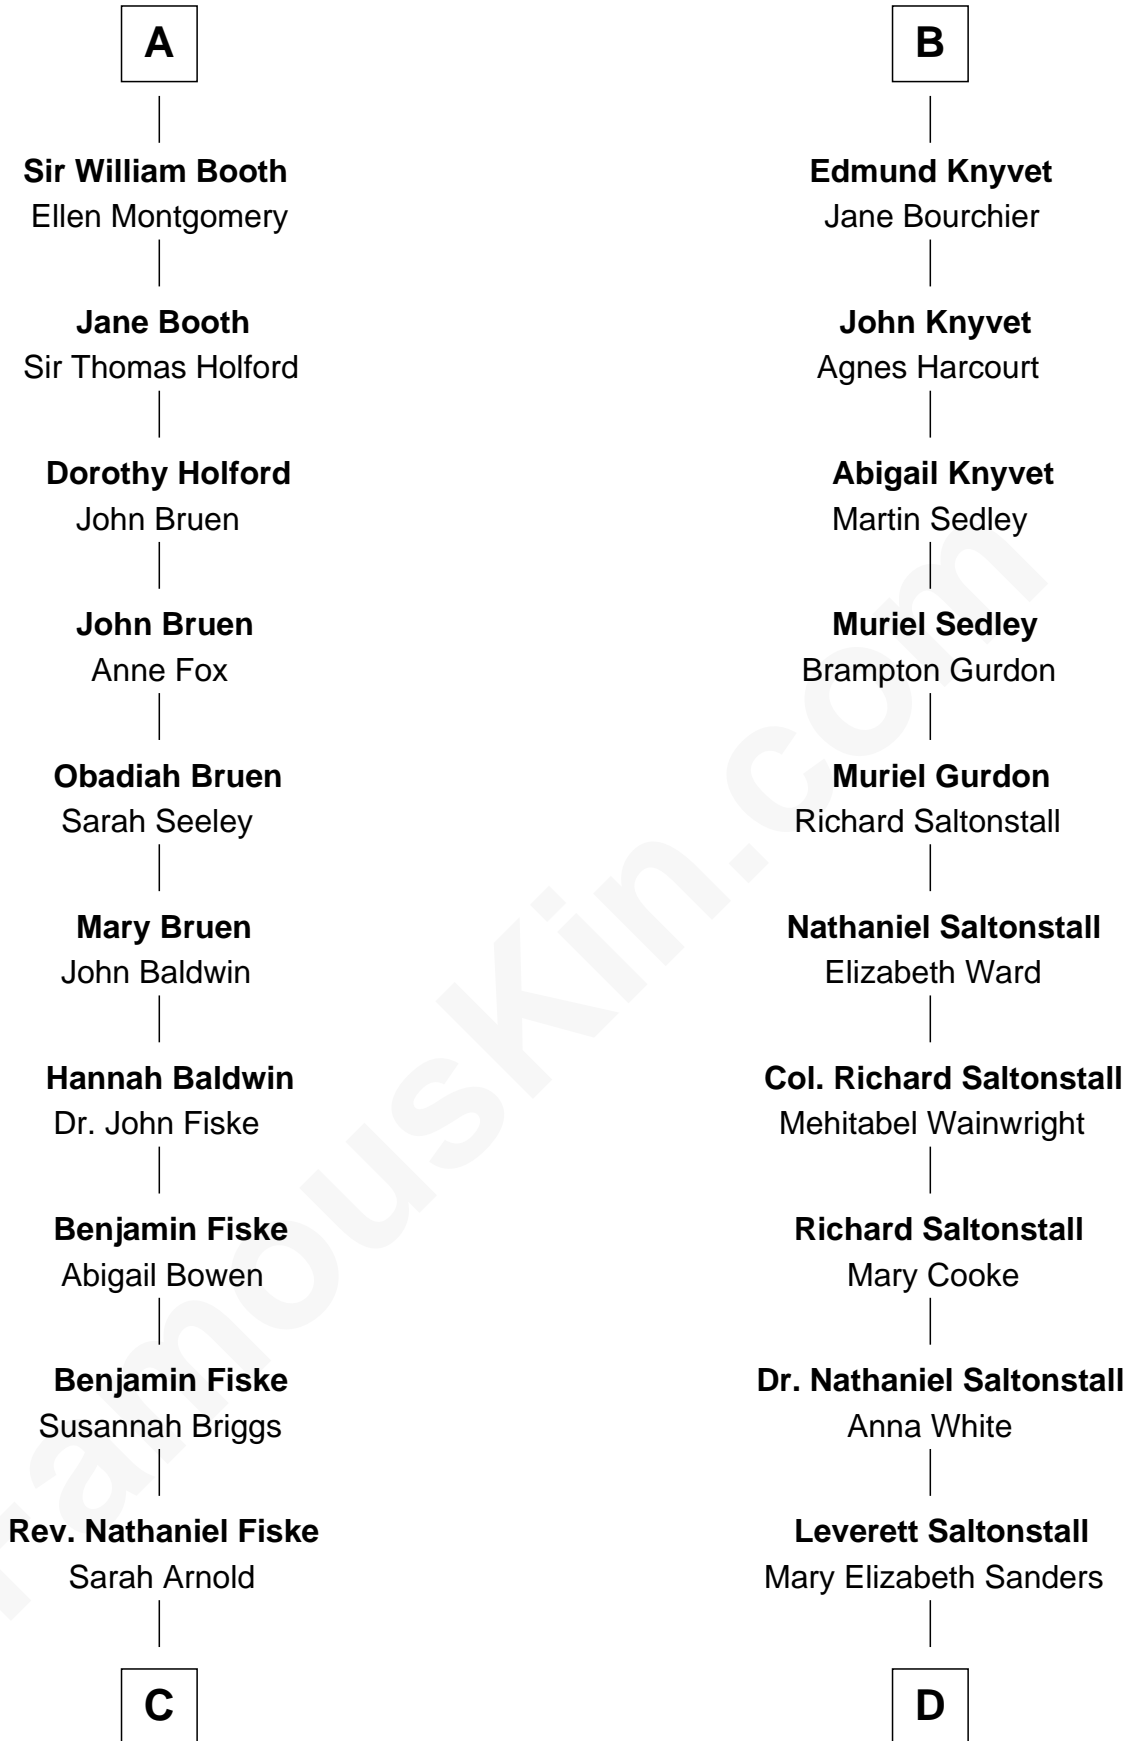 A
Sir William Booth
Ellen Montgomery
Jane Booth
Sir Thomas Holford
Dorothy Holford
John Bruen
John Bruen
Anne Fox
Obadiah Bruen
Sarah Seeley
Mary Bruen
John Baldwin
Hannah Baldwin
Dr. John Fiske
Benjamin Fiske
Abigail Bowen
Benjamin Fiske
Susannah Briggs
Rev. Nathaniel Fiske
Sarah Arnold
C
B
Edmund Knyvet
Jane Bourchier
John Knyvet
Agnes Harcourt
Abigail Knyvet
Martin Sedley
Muriel Sedley
Brampton Gurdon
Muriel Gurdon
Richard Saltonstall
Nathaniel Saltonstall
Elizabeth Ward
Col. Richard Saltonstall
Mehitabel Wainwright
Richard Saltonstall
Mary Cooke
Dr. Nathaniel Saltonstall
Anna White
Leverett Saltonstall
Mary Elizabeth Sanders
D
FamousKin.com